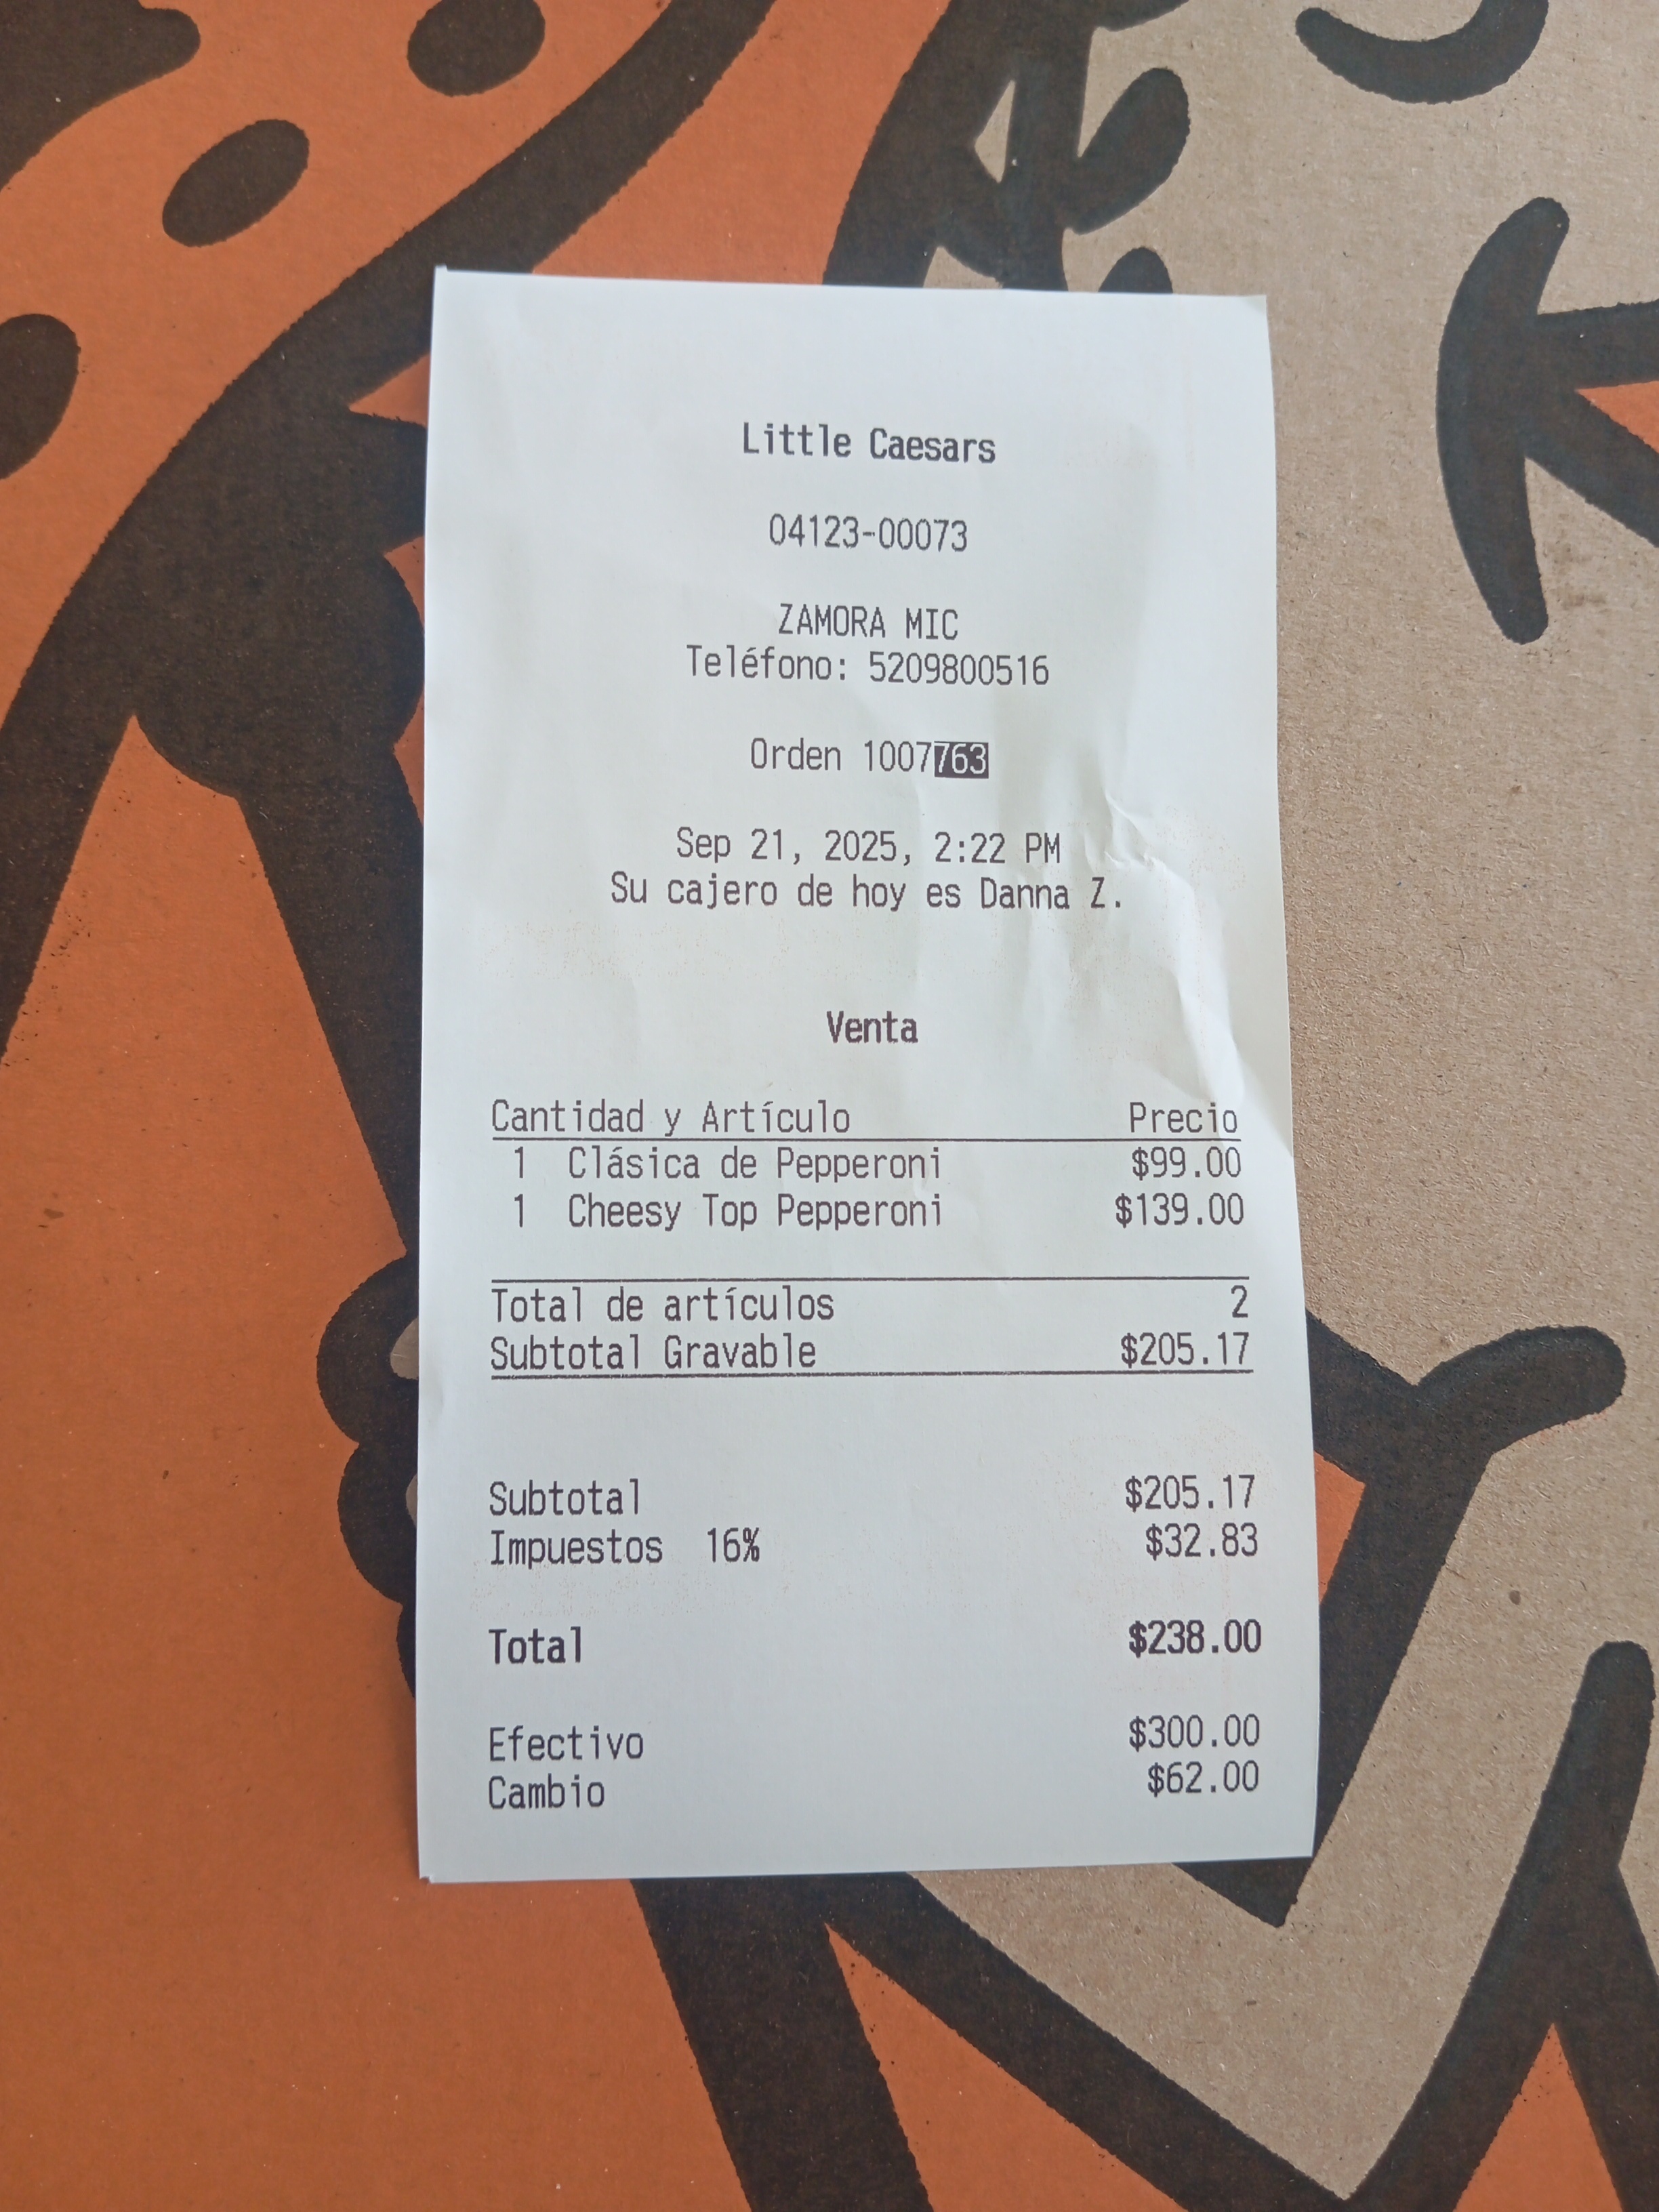 Little Caesars
04123-00073
ZAMORA MIC
Teléfono: 5209800516
Orden 1007763
Sep 21, 2025, 2:22 PM
Su cajero de hoy es Danna Z.
Venta
Cantidad y Artículo Precio
1 Clásica de Pepperoni $99.00
1 Cheesy Top Pepperoni $139.00
Total de artículos 2
Subtotal Gravable $205.17
Subtotal $205.17
Impuestos 16% $32.83
Total $238.00
Efectivo $300.00
Cambio $62.00